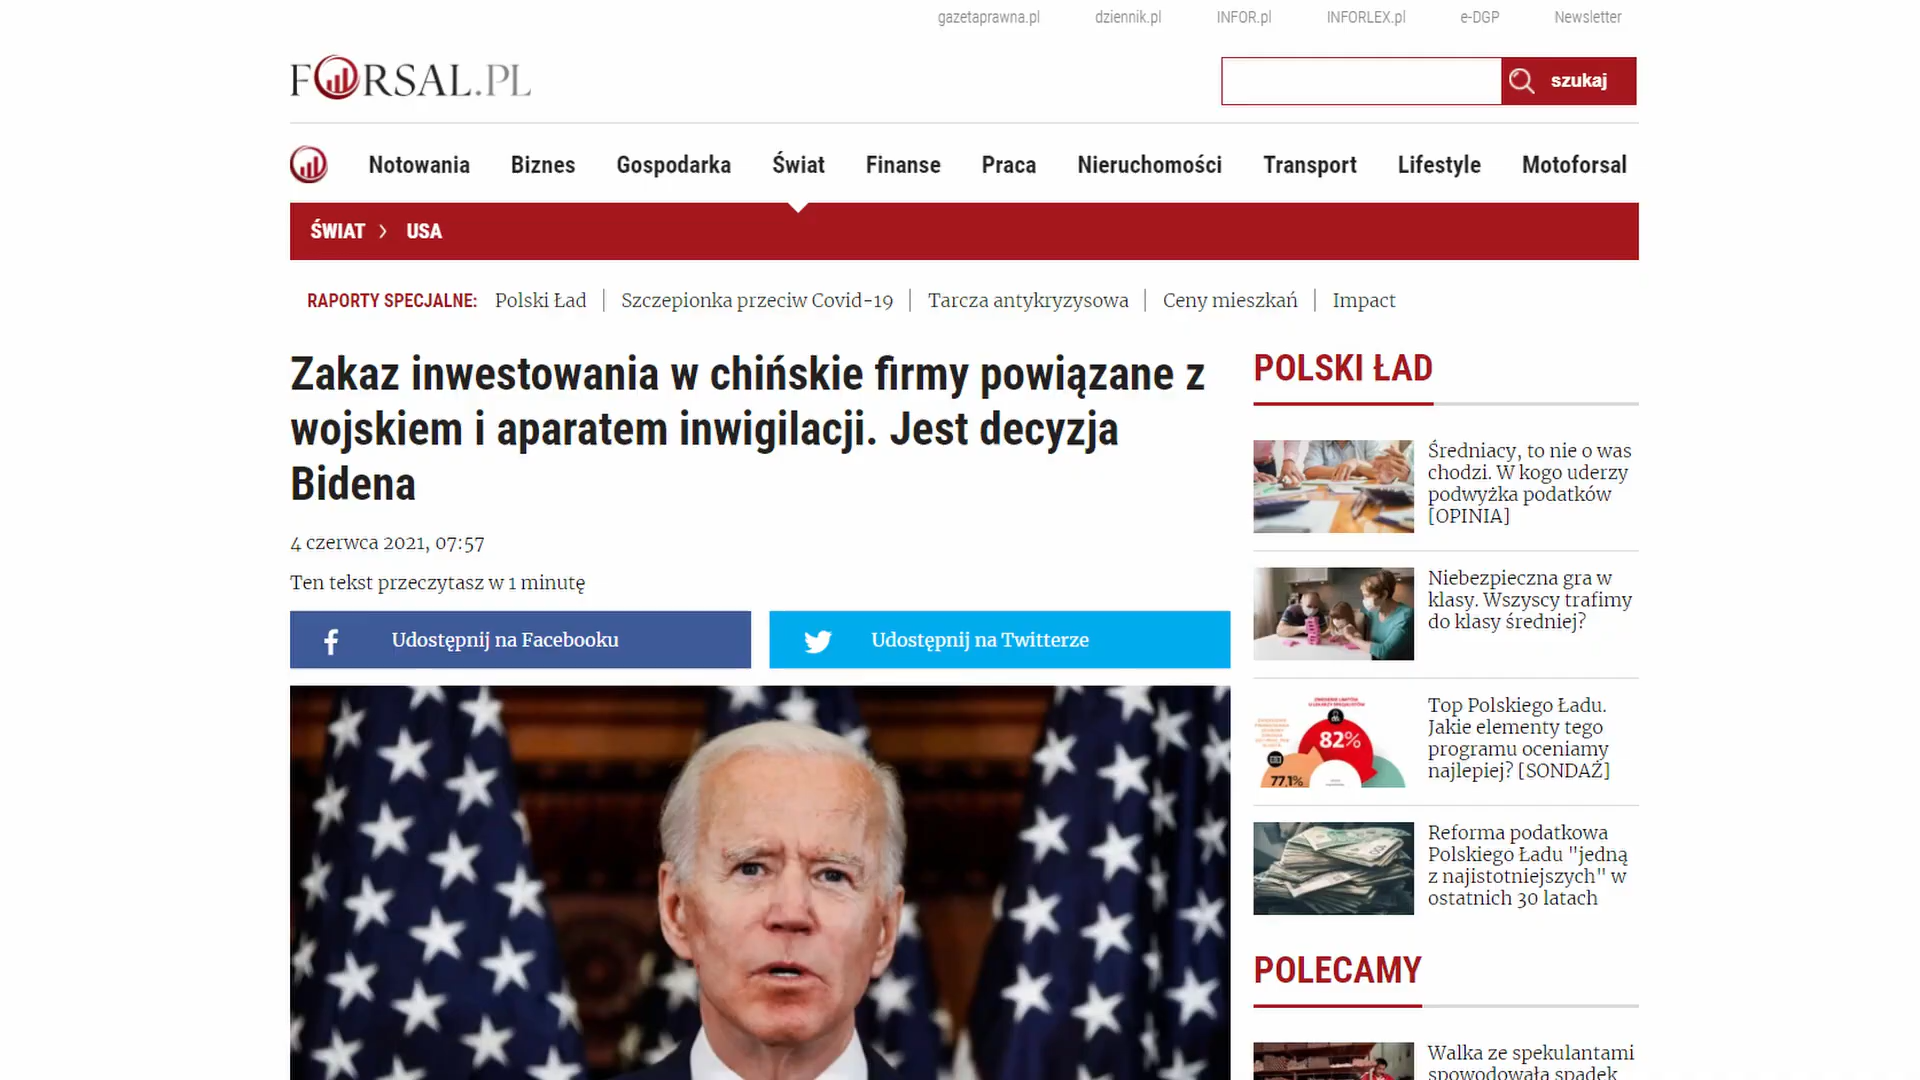 gazetaprawna.pl dziennik.pl INFOR.pl INFORLEX.pl e-DGP Newsletter
FORSAL.PL
szukaj
Notowania Biznes Gospodarka Świat Finanse Praca Nieruchomości Transport Lifestyle Motoforsal
ŚWIAT > USA
RAPORTY SPECJALNE: Polski Ład | Szczepionka przeciw Covid-19 | Tarcza antykryzysowa | Ceny mieszkań | Impact
Zakaz inwestowania w chińskie firmy powiązane z
wojskiem i aparatem inwigilacji. Jest decyzja
Bidena
4 czerwca 2021, 07:57
Ten tekst przeczytasz w 1 minutę
Udostępnij na Facebooku
Udostępnij na Twitterze
POLSKI ŁAD
Średniacy, to nie o was
chodzi. W kogo uderzy
podwyżka podatków
[OPINIA]
Niebezpieczna gra w
klasy. Wszyscy trafimy
do klasy średniej?
82%
77,1%
Top Polskiego Ładu.
Jakie elementy tego
programu oceniamy
najlepiej? [SONDAŻ]
Reforma podatkowa
Polskiego Ładu "jedną
z najistotniejszych" w
ostatnich 30 latach
POLECAMY
Walka ze spekulantami
spowodowała spadek